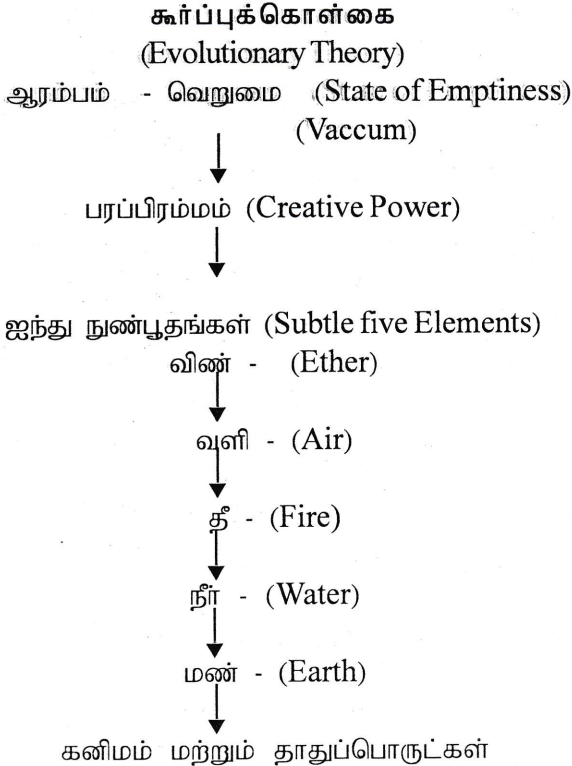 கூர்ப்புக்கொள்கை
(Evolutionary Theory)
ஆரம்பம் - வெறுமை (State of Emptiness)
(Vaccum)
பரப்பிரம்மம் (Creative Power)
ஐந்து நுண்பூதங்கள் (Subtle five Elements)
விண் - (Ether)
வளி - (Air)
தீ - (Fire)
நீர் - (Water)
மண் - (Earth)
கனிமம் மற்றும் தாதுப்பொருட்கள்